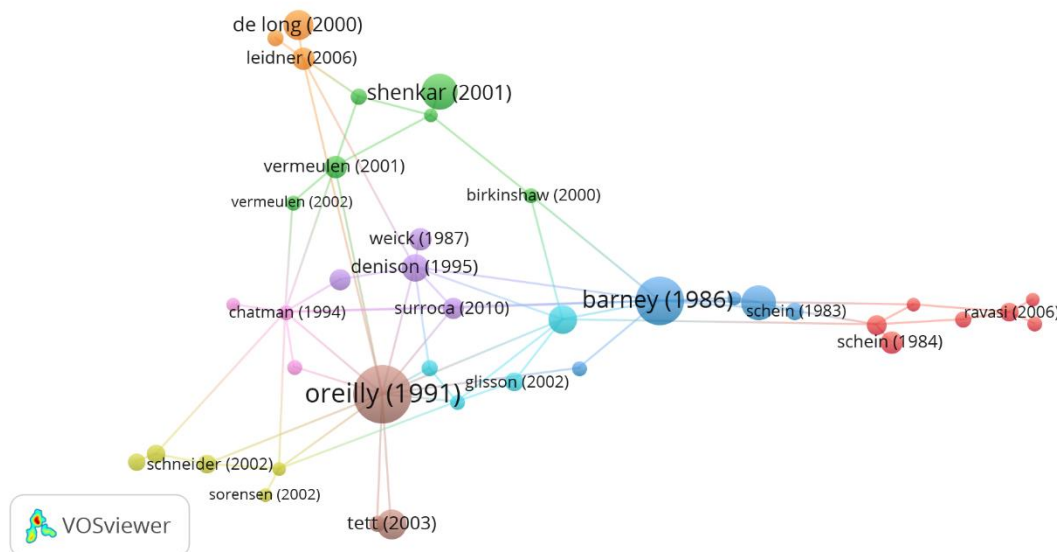 de long (2000)
leidner (2006)
shenkar (2001)
vermeulen (2001)
vermeulen (2002)
birkinshaw (2000)
weick (1987)
denison (1995)
barney (1986)
chatman (1994)
surroca (2010)
schein (1983)
ravasi (2006)
schein (1984)
oreilly (1991)
glisson (2002)
schneider (2002)
sorensen (2002)
tett (2003)
VOSviewer